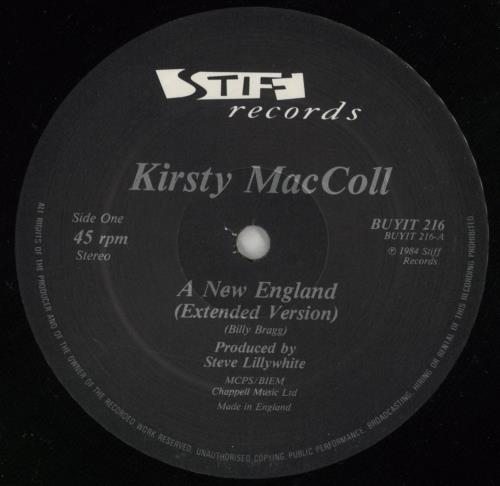 STIFF
records
Kirsty MacColl
Side One
45 rpm
Stereo
BUYIT 216
BUYIT 216-A
℗ 1984 Stiff
Records
A New England
(Extended Version)
(Billy Bragg)
Produced by
Steve Lillywhite
MCPS/BIEM
Chappell Music Ltd
Made in England
ALL RIGHTS OF THE PRODUCER AND OF THE OWNER OF THE RECORDED WORK RESERVED. UNAUTHORISED COPYING, PUBLIC PERFORMANCE, BROADCASTING, HIRING OR RENTAL OF THIS RECORDING PROHIBITED.